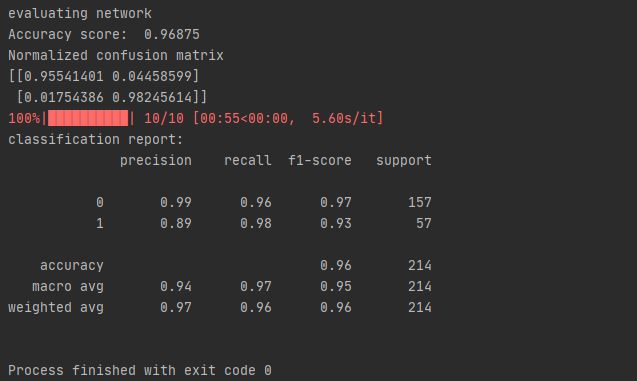 evaluating network
Accuracy score:  0.96875
Normalized confusion matrix
[[0.95541401 0.04458599]
 [0.01754386 0.98245614]]
100%|██████████| 10/10 [00:55<00:00,  5.60s/it]
classification report:
              precision    recall  f1-score   support

           0       0.99      0.96      0.97       157
           1       0.89      0.98      0.93        57

    accuracy                           0.96       214
   macro avg       0.94      0.97      0.95       214
weighted avg       0.97      0.96      0.96       214


Process finished with exit code 0